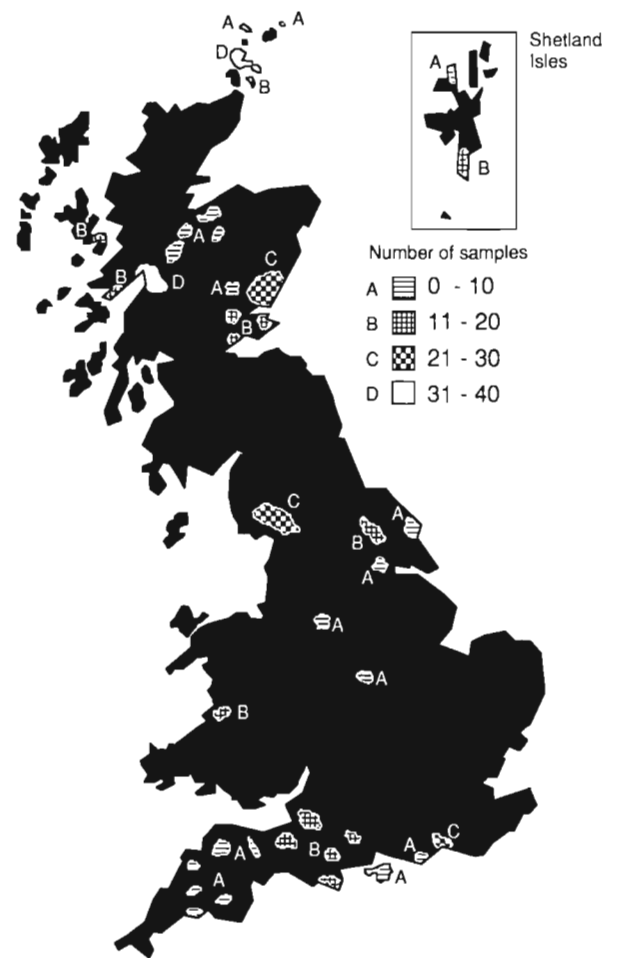 A
A
D
B
Shetland
Isles
A
B
Number of samples
A 0 - 10
B 11 - 20
C 21 - 30
D 31 - 40
B
A
C
B
D
A
B
C
A
B
A
A
A
B
C
A
B
A
A
A